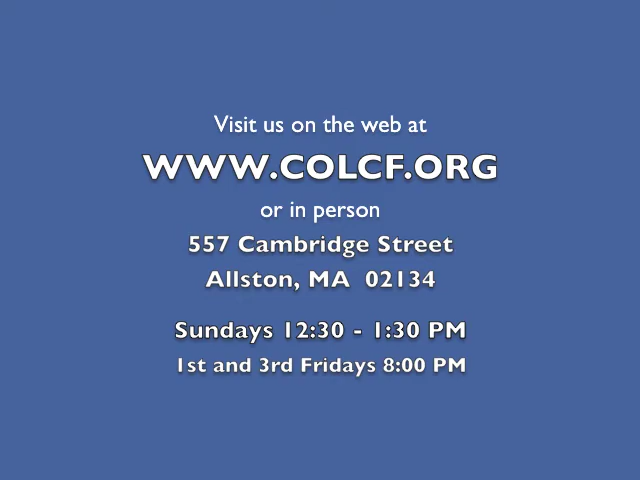 Visit us on the web at
WWW.COLCF.ORG
or in person
557 Cambridge Street
Allston, MA 02134
Sundays 12:30 - 1:30 PM
1st and 3rd Fridays 8:00 PM